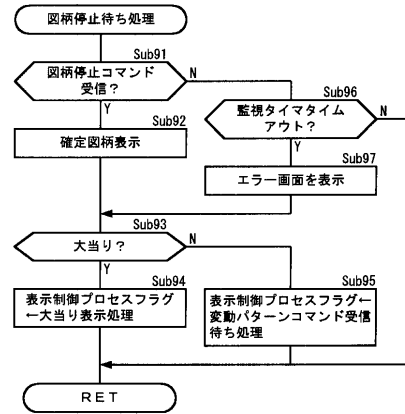 図柄停止待ち処理
Sub91
図柄停止コマンド
受信？
N
Y
Sub96
監視タイマタイム
アウト？
N
Y
Sub92
確定図柄表示
Sub97
エラー画面を表示
Sub93
大当り？
N
Y
Sub94
表示制御プロセスフラグ
←大当り表示処理
Sub95
表示制御プロセスフラグ←
変動パターンコマンド受信
待ち処理
RET